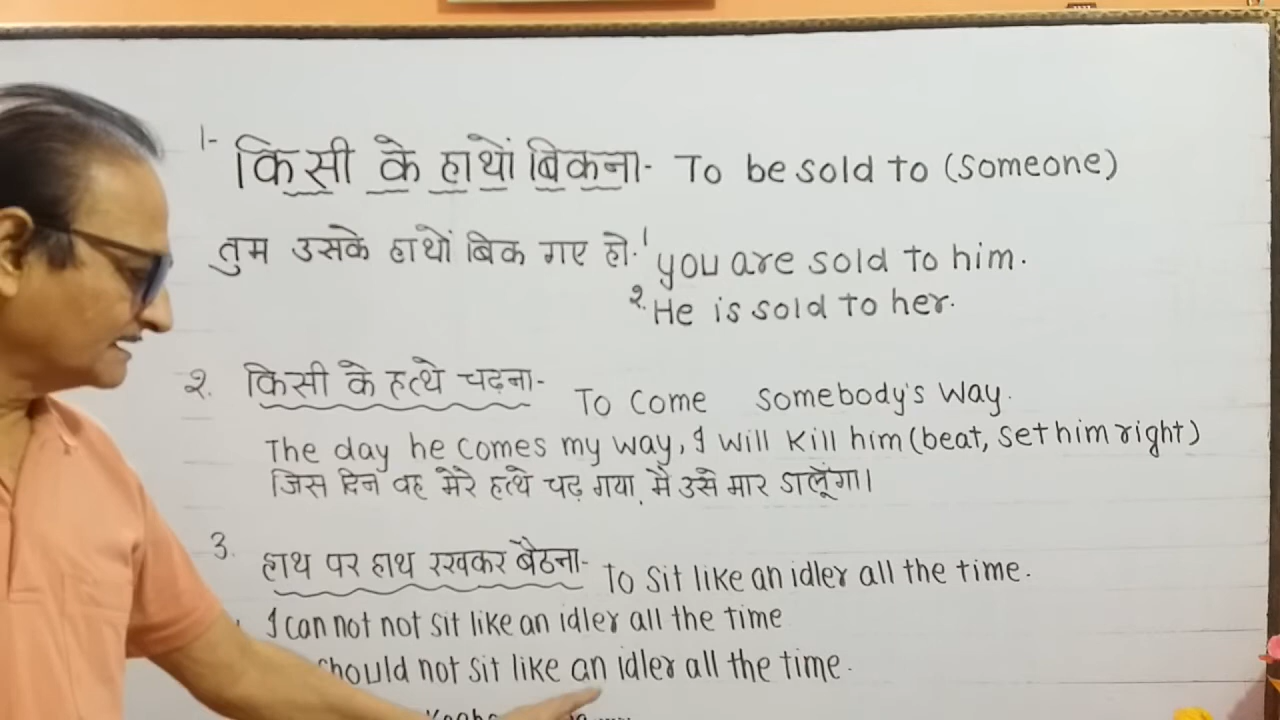 1- किसी के हाथों बिकना- To be sold to (someone)
तुम उसके हाथों बिक गए हो. 1 you are sold to him.
२. He is sold to her.
२. किसी के हत्थे चढ़ना- To come somebody's way.
The day he comes my way, I will kill him (beat, set him right)
जिस दिन वह मेरे हत्थे चढ़ गया, मै उसे मार डालूँगा।
3. हाथ पर हाथ रखकर बैठना- To sit like an idler all the time.
I can not not sit like an idler all the time
should not sit like an idler all the time.